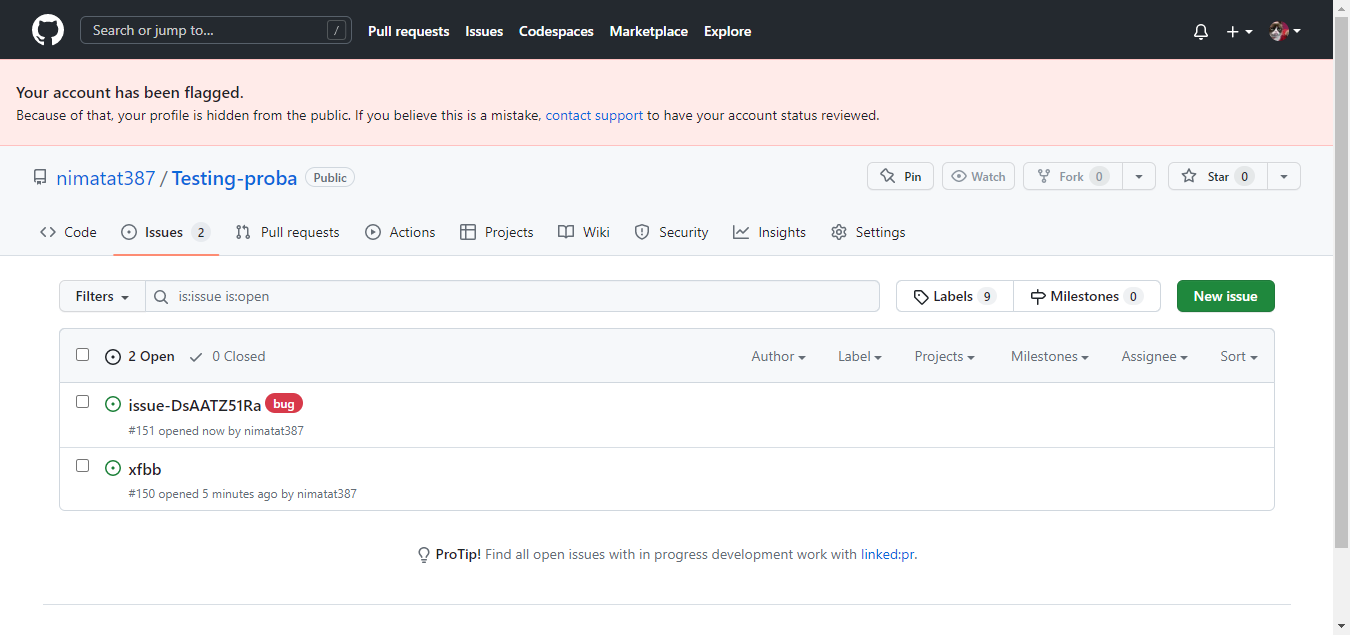 Search or jump to... / Pull requests Issues Codespaces Marketplace Explore
Your account has been flagged.
Because of that, your profile is hidden from the public. If you believe this is a mistake, contact support to have your account status reviewed.
nimatat387 / Testing-proba Public Pin Watch Fork 0 Star 0
Code Issues 2 Pull requests Actions Projects Wiki Security Insights Settings
Filters is:issue is:open Labels 9 Milestones 0 New issue
2 Open 0 Closed Author Label Projects Milestones Assignee Sort
issue-DsAATZ51Ra bug
#151 opened now by nimatat387
xfbb
#150 opened 5 minutes ago by nimatat387
ProTip! Find all open issues with in progress development work with linked:pr.